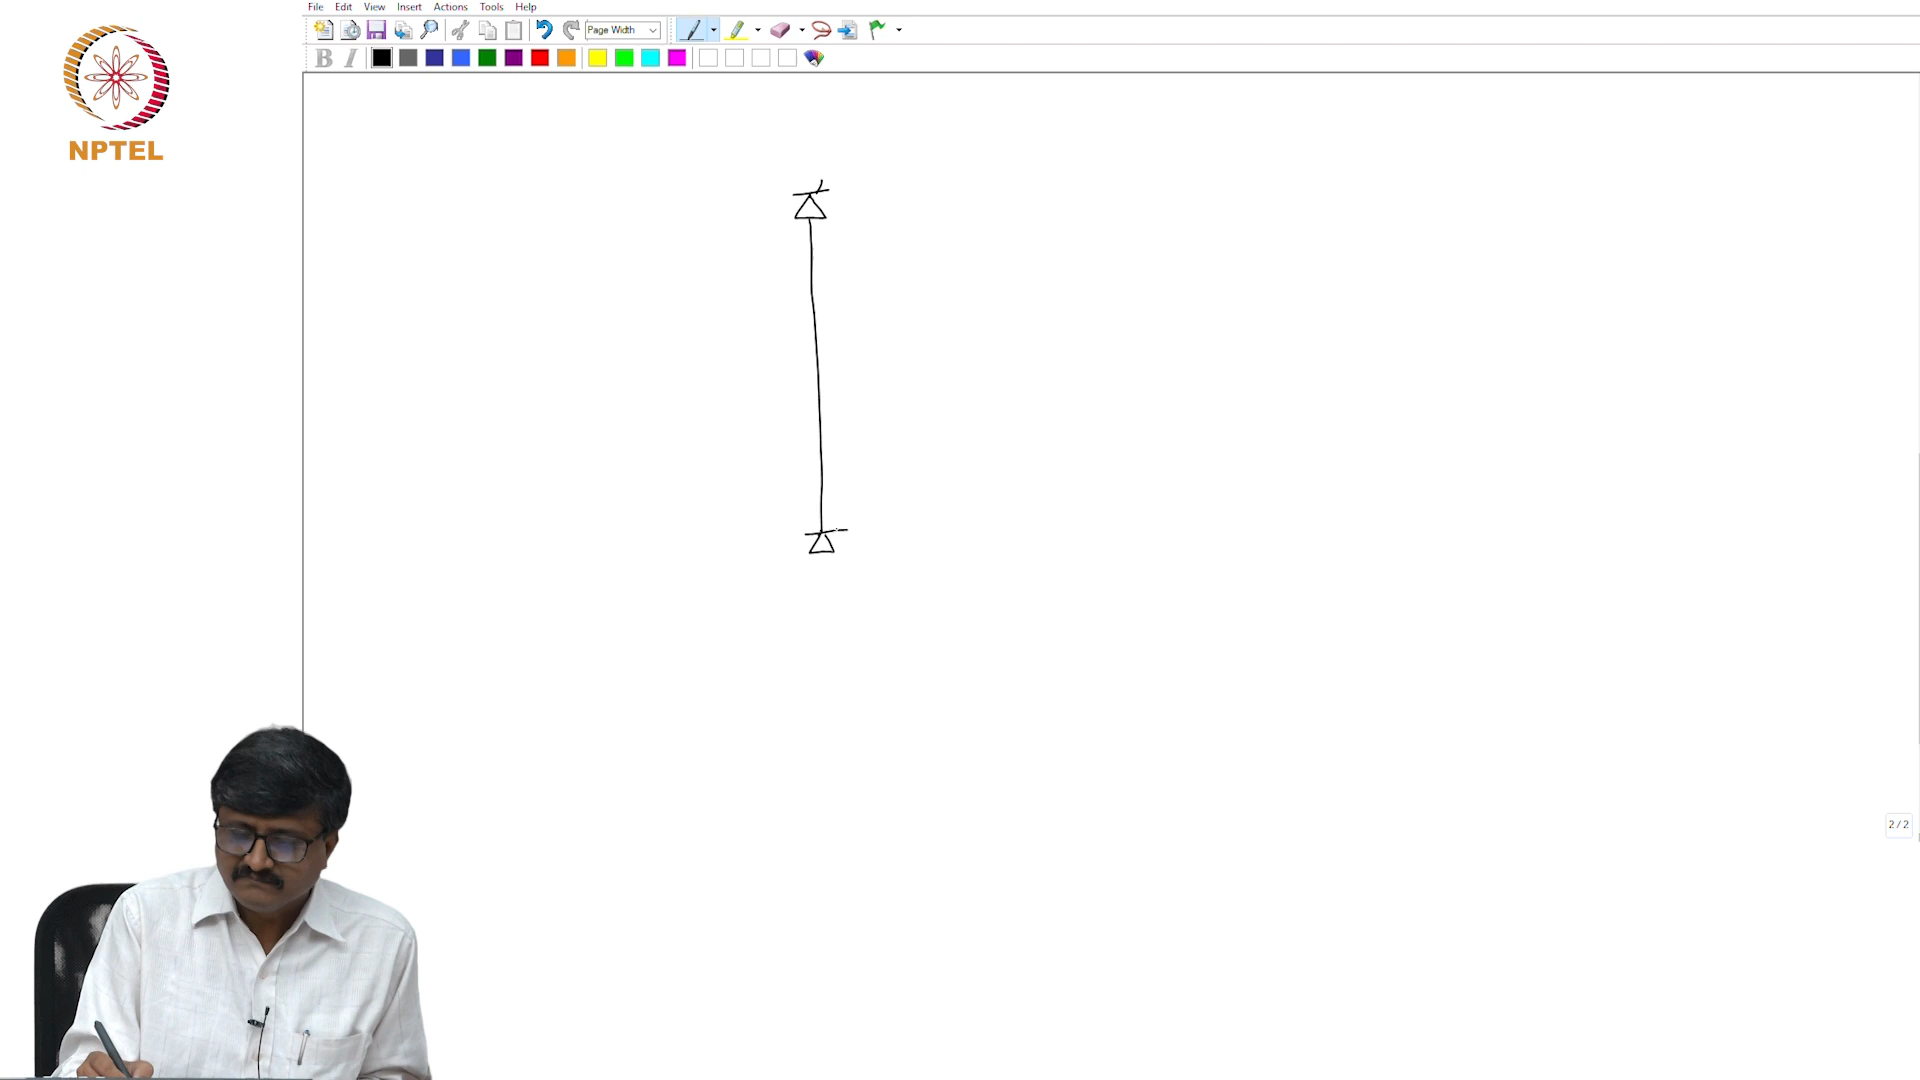 File Edit View Insert Actions Tools Help
Page Width
B I
NPTEL
2 / 2